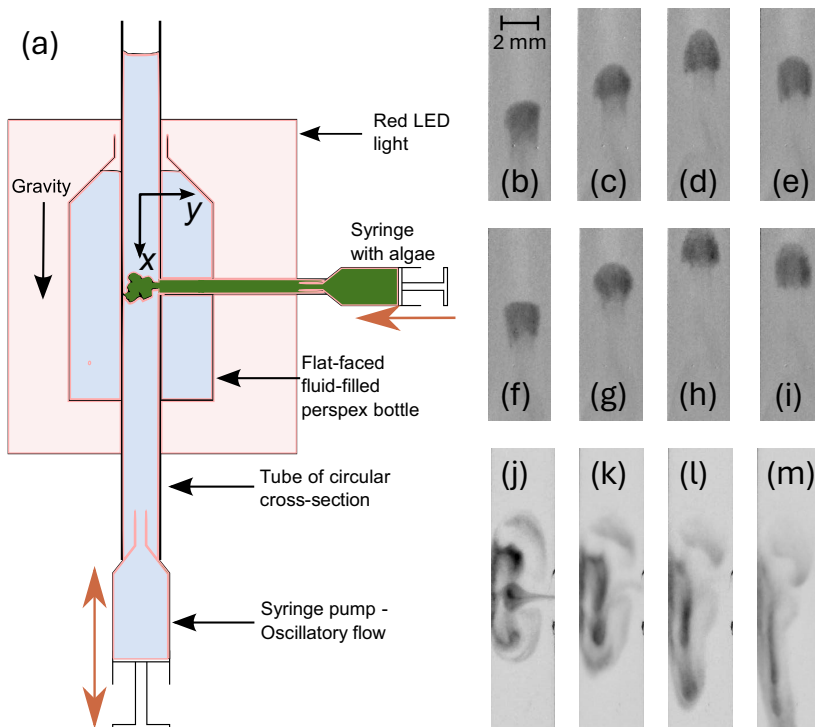 (a)
Red LED
light
Gravity
y
x
Syringe
with algae
Flat-faced
fluid-filled
perspex bottle
Tube of circular
cross-section
Syringe pump -
Oscillatory flow
2 mm
(b)
(c)
(d)
(e)
(f)
(g)
(h)
(i)
(j)
(k)
(l)
(m)